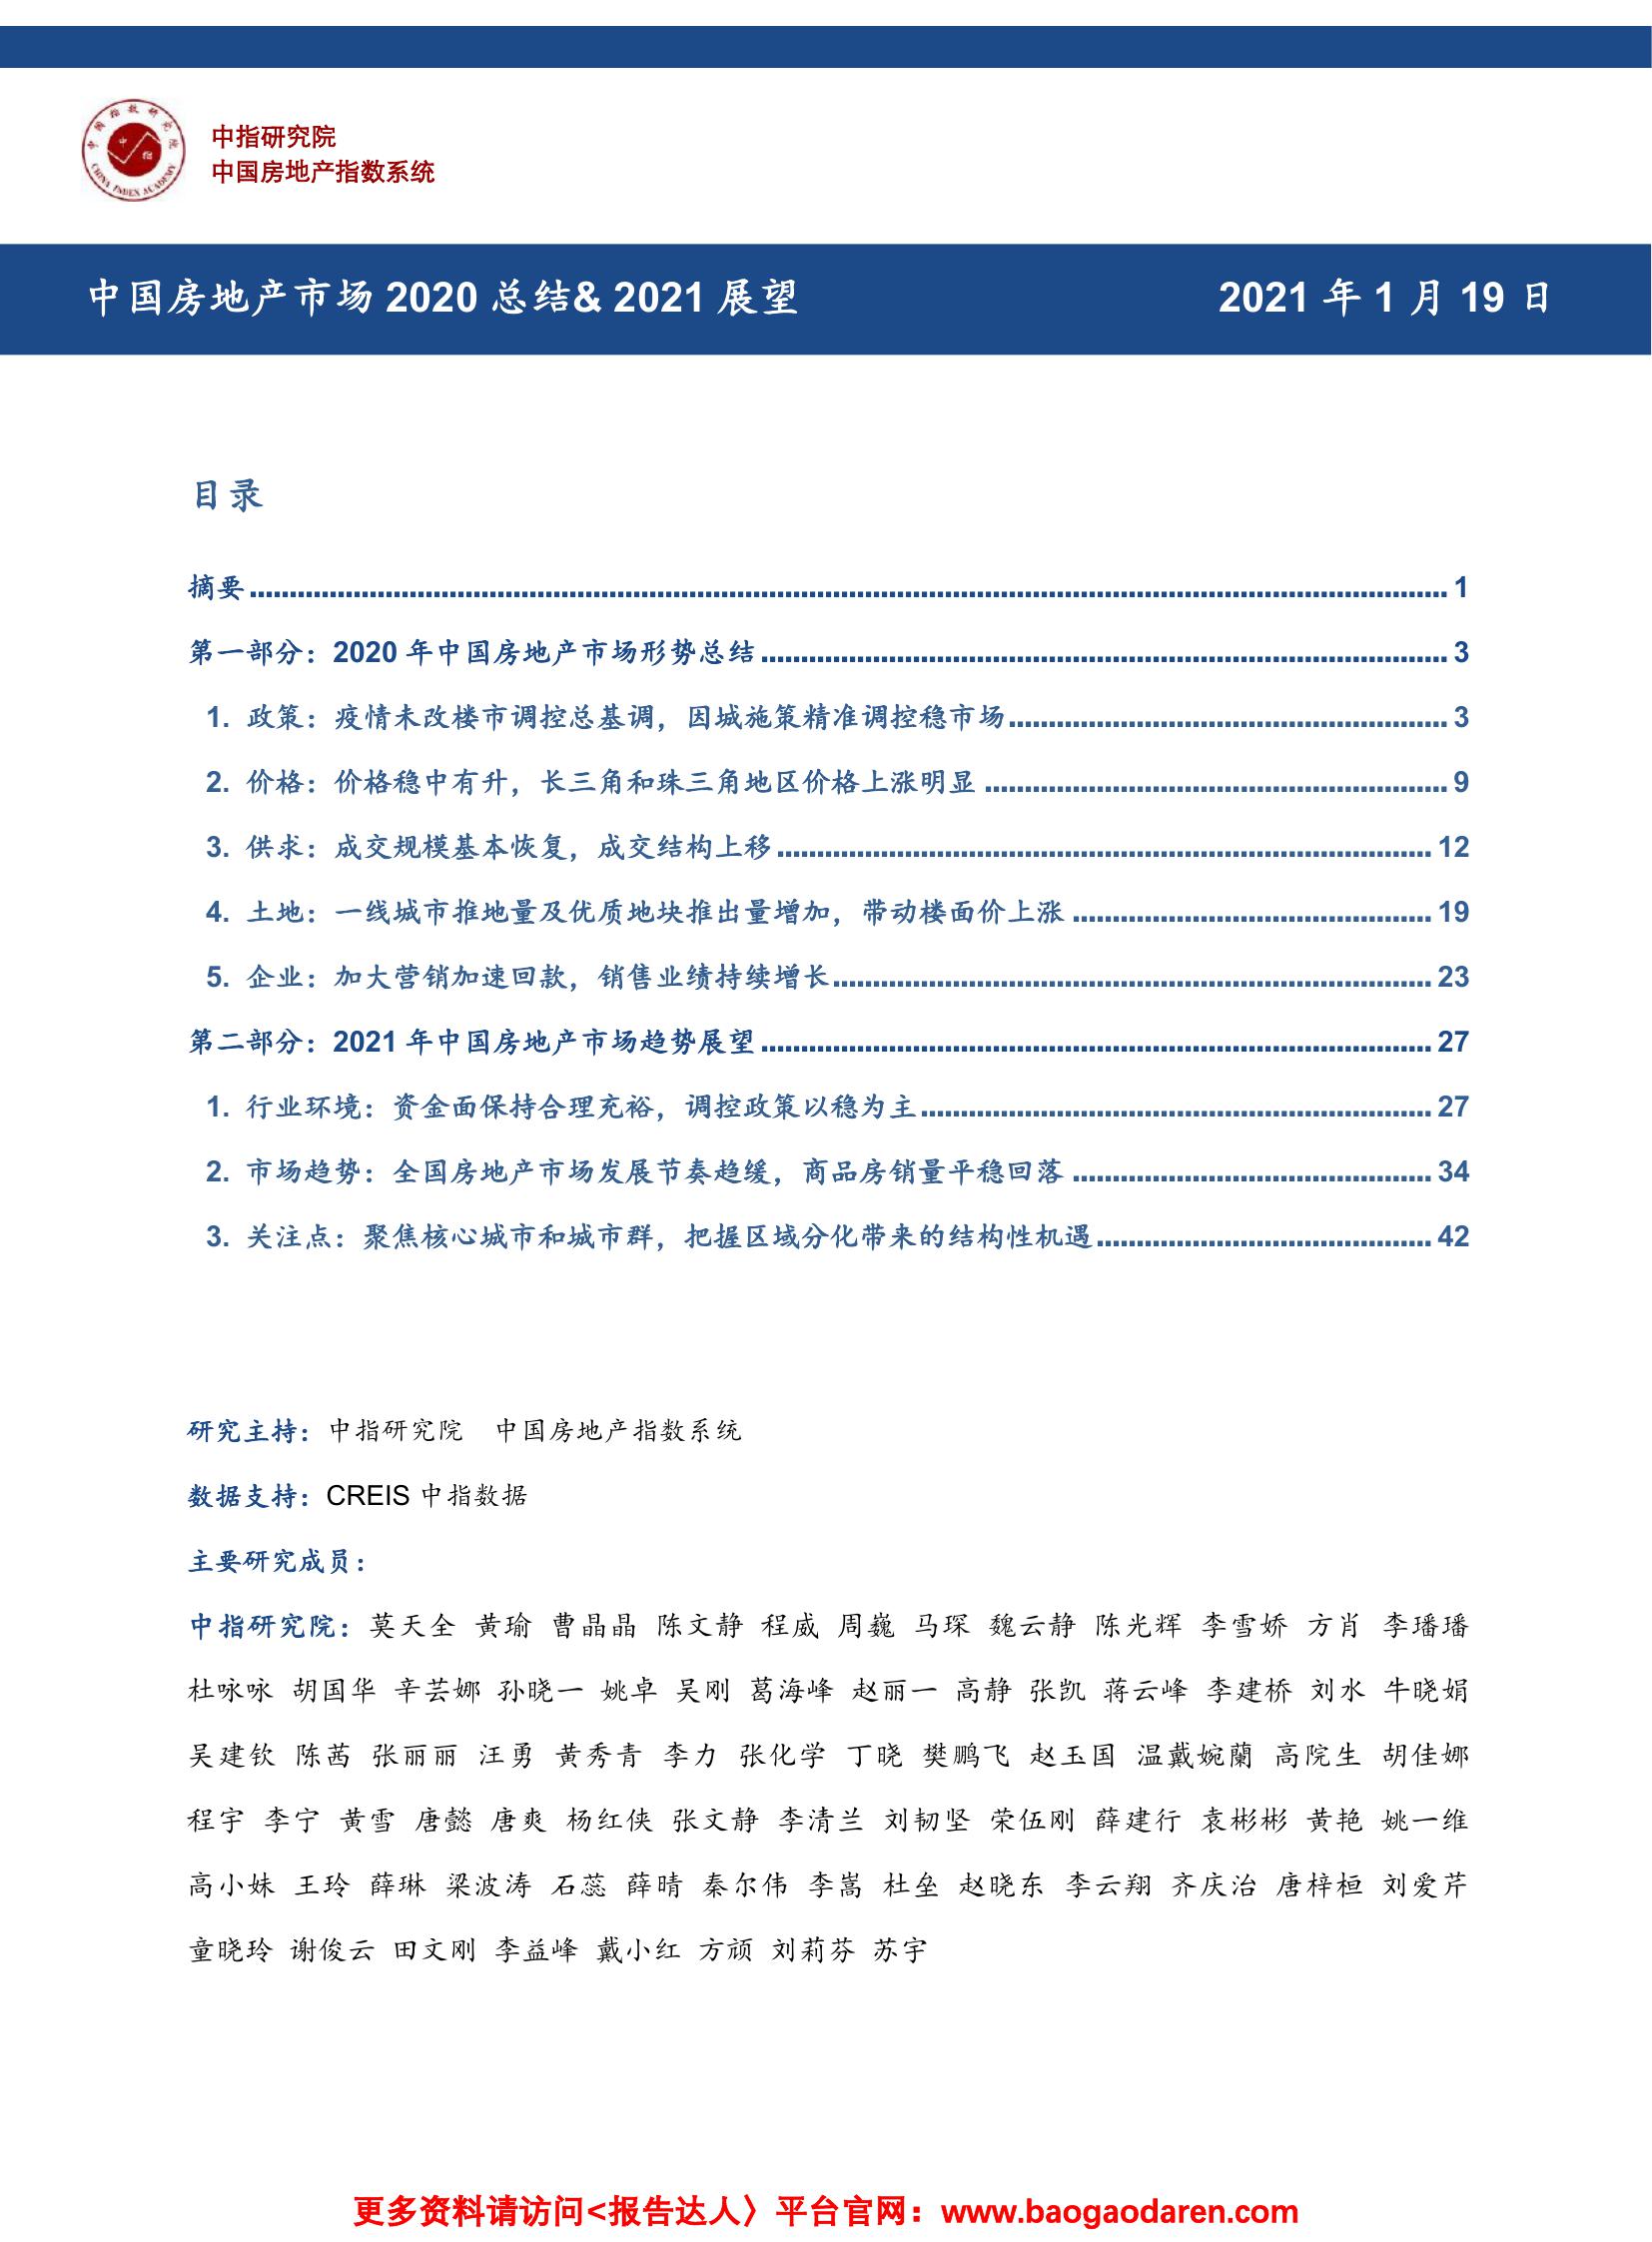 中国指数研究院
中指
CHINA INDEX ACADEMY
中指研究院
中国房地产指数系统
中国房地产市场 2020 总结& 2021 展望 2021 年 1 月 19 日
目录
摘要 1
第一部分：2020 年中国房地产市场形势总结 3
1. 政策：疫情未改楼市调控总基调，因城施策精准调控稳市场 3
2. 价格：价格稳中有升，长三角和珠三角地区价格上涨明显 9
3. 供求：成交规模基本恢复，成交结构上移 12
4. 土地：一线城市推地量及优质地块推出量增加，带动楼面价上涨 19
5. 企业：加大营销加速回款，销售业绩持续增长 23
第二部分：2021 年中国房地产市场趋势展望 27
1. 行业环境：资金面保持合理充裕，调控政策以稳为主 27
2. 市场趋势：全国房地产市场发展节奏趋缓，商品房销量平稳回落 34
3. 关注点：聚焦核心城市和城市群，把握区域分化带来的结构性机遇 42
研究主持：中指研究院 中国房地产指数系统
数据支持：CREIS 中指数据
主要研究成员：
中指研究院：莫天全 黄瑜 曹晶晶 陈文静 程威 周巍 马琛 魏云静 陈光辉 李雪娇 方肖 李璠璠
杜咏咏 胡国华 辛芸娜 孙晓一 姚卓 吴刚 葛海峰 赵丽一 高静 张凯 蒋云峰 李建桥 刘水 牛晓娟
吴建钦 陈茜 张丽丽 汪勇 黄秀青 李力 张化学 丁晓 樊鹏飞 赵玉国 温戴婉蘭 高院生 胡佳娜
程宇 李宁 黄雪 唐懿 唐爽 杨红侠 张文静 李清兰 刘韧坚 荣伍刚 薛建行 袁彬彬 黄艳 姚一维
高小妹 王玲 薛琳 梁波涛 石蕊 薛晴 秦尔伟 李嵩 杜垒 赵晓东 李云翔 齐庆治 唐梓桓 刘爱芹
童晓玲 谢俊云 田文刚 李益峰 戴小红 方颃 刘莉芬 苏宇
更多资料请访问<报告达人〉平台官网：www.baogaodaren.com